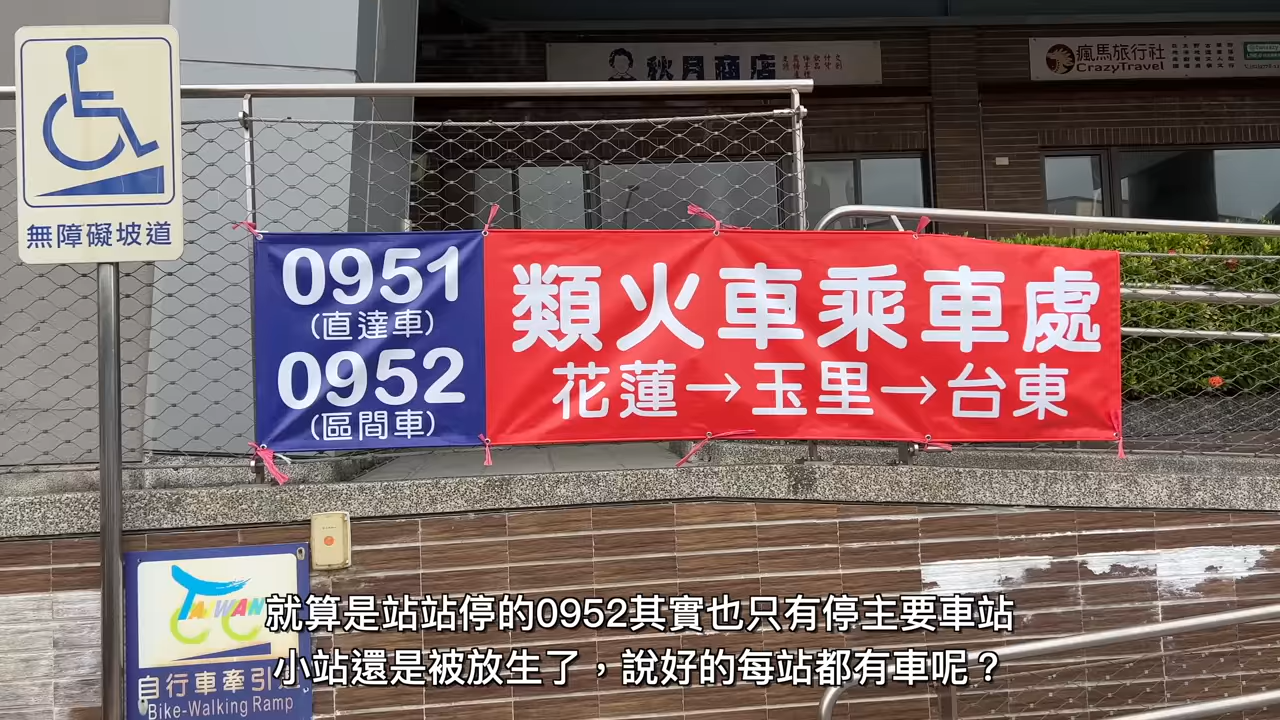 秋月商店
瘋馬旅行社
CrazyTravel
無障礙坡道
0951
(直達車)
0952
(區間車)
類火車乘車處
花蓮→玉里→台東
TAIWAN
自行車牽引道
Bike-Walking Ramp
就算是站站停的0952其實也只有停主要車站
小站還是被放生了，說好的每站都有車呢？